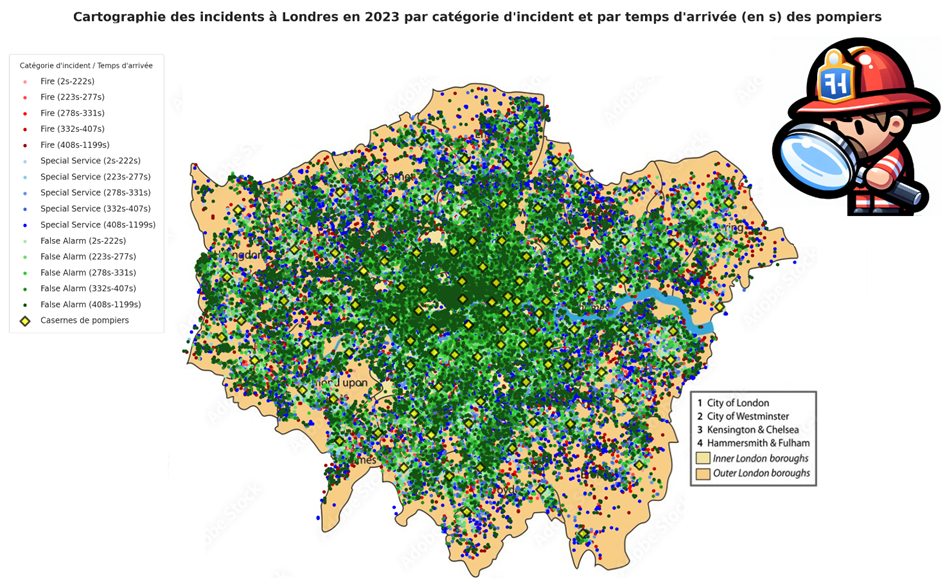 Cartographie des incidents à Londres en 2023 par catégorie d'incident et par temps d'arrivée (en s) des pompiers
Catégorie d'incident / Temps d'arrivée
Fire (2s-222s)
Fire (223s-277s)
Fire (278s-331s)
Fire (332s-407s)
Fire (408s-1199s)
Special Service (2s-222s)
Special Service (223s-277s)
Special Service (278s-331s)
Special Service (332s-407s)
Special Service (408s-1199s)
False Alarm (2s-222s)
False Alarm (223s-277s)
False Alarm (278s-331s)
False Alarm (332s-407s)
False Alarm (408s-1199s)
Casernes de pompiers
upon
1 City of London
2 City of Westminster
3 Kensington & Chelsea
4 Hammersmith & Fulham
Inner London boroughs
Outer London boroughs